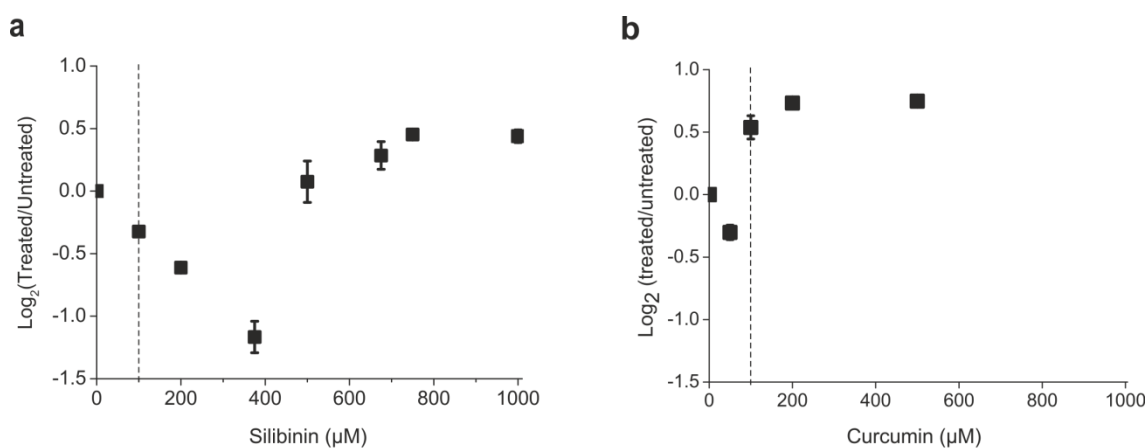 a
1.0
0.5
0.0
-0.5
-1.0
-1.5
Log2(Treated/Untreated)
0 200 400 600 800 1000
Silibinin (µM)
b
1.0
0.5
0.0
-0.5
-1.0
-1.5
Log2 (treated/untreated)
0 200 400 600 800 1000
Curcumin (µM)